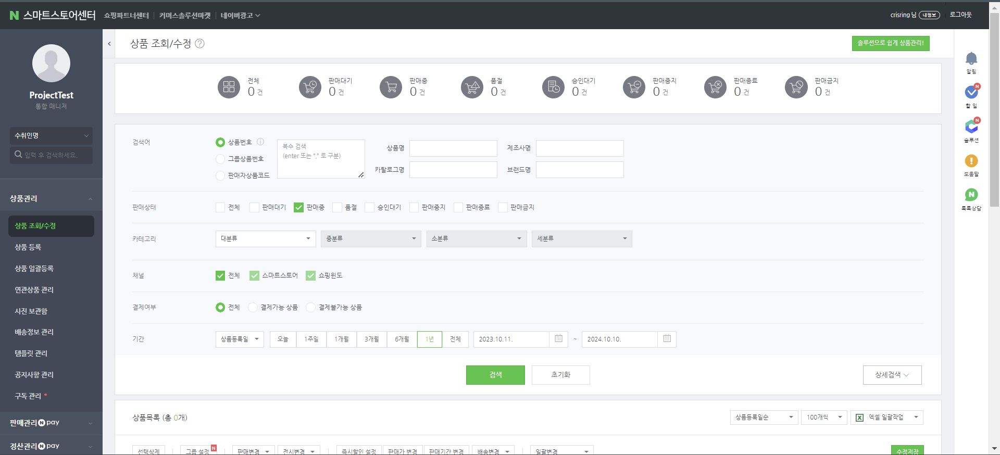 N 스마트스토어센터 쇼핑파트너센터 커머스솔루션마켓 네이버광고 crisring 님 내정보 로그아웃
상품 조회/수정 ? 솔루션으로 쉽게 상품관리!
ProjectTest
통합 매니저
수취인명
입력 후 검색하세요.
상품관리
상품 조회/수정
상품 등록
상품 일괄등록
연관상품 관리
사진 보관함
배송정보 관리
템플릿 관리
공지사항 관리
구독 관리
판매관리 N pay
정산관리 N pay
전체 판매대기 판매중 품절 승인대기 판매중지 판매종료 판매금지
0 건 0 건 0 건 0 건 0 건 0 건 0 건 0 건
검색어 상품번호 복수 검색 상품명 제조사명
그룹상품번호 (enter 또는 “,” 로 구분)
판매자상품코드 카탈로그명 브랜드명
판매상태 전체 판매대기 판매중 품절 승인대기 판매중지 판매종료 판매금지
카테고리 대분류 중분류 소분류 세분류
채널 전체 스마트스토어 쇼핑윈도
결제여부 전체 결제가능 상품 결제불가능 상품
기간 상품등록일 오늘 1주일 1개월 3개월 6개월 1년 전체 2023.10.11. ~ 2024.10.10.
검색 초기화 상세검색
상품목록 (총 0개) 상품등록일순 100개씩 엑셀 일괄작업
선택삭제 그룹 설정 N 판매변경 전시변경 즉시할인 설정 판매가 변경 판매기간 변경 배송변경 일괄변경 수정저장
알림
N
할 일
N
솔루션
도움말
N
톡톡상담